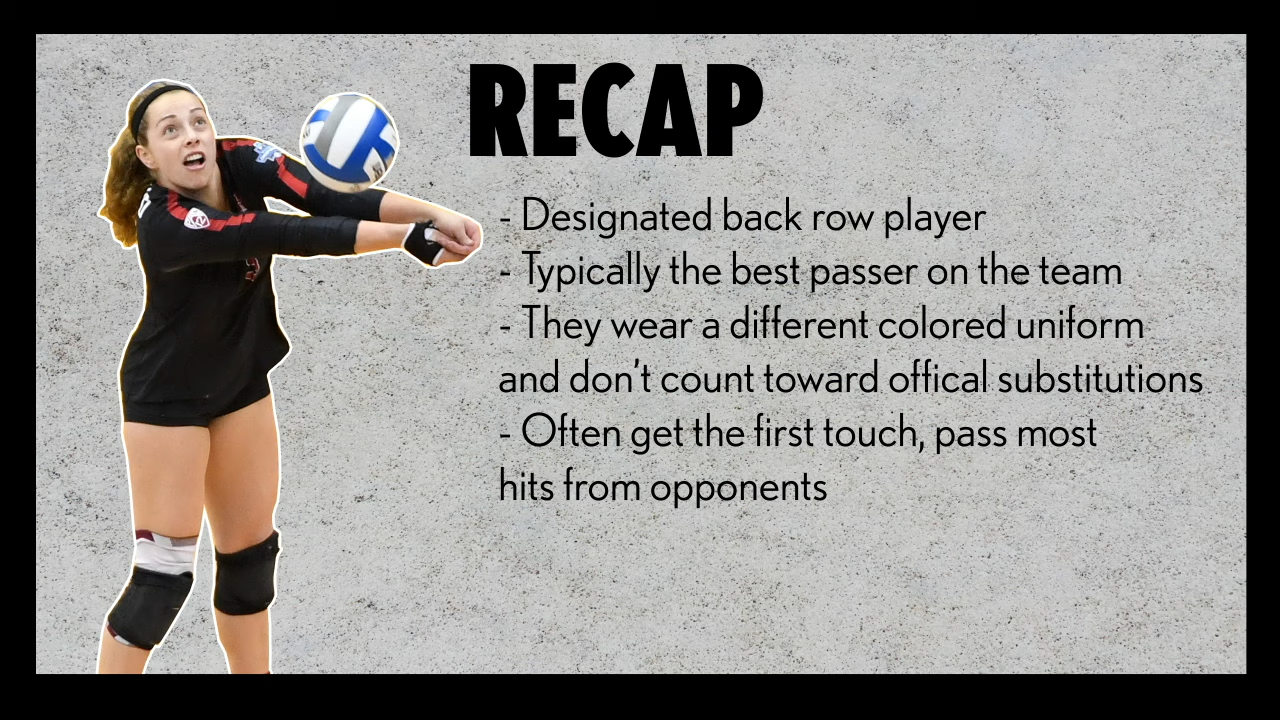 RECAP
- Designated back row player
- Typically the best passer on the team
- They wear a different colored uniform
and don't count toward offical substitutions
- Often get the first touch, pass most
hits from opponents